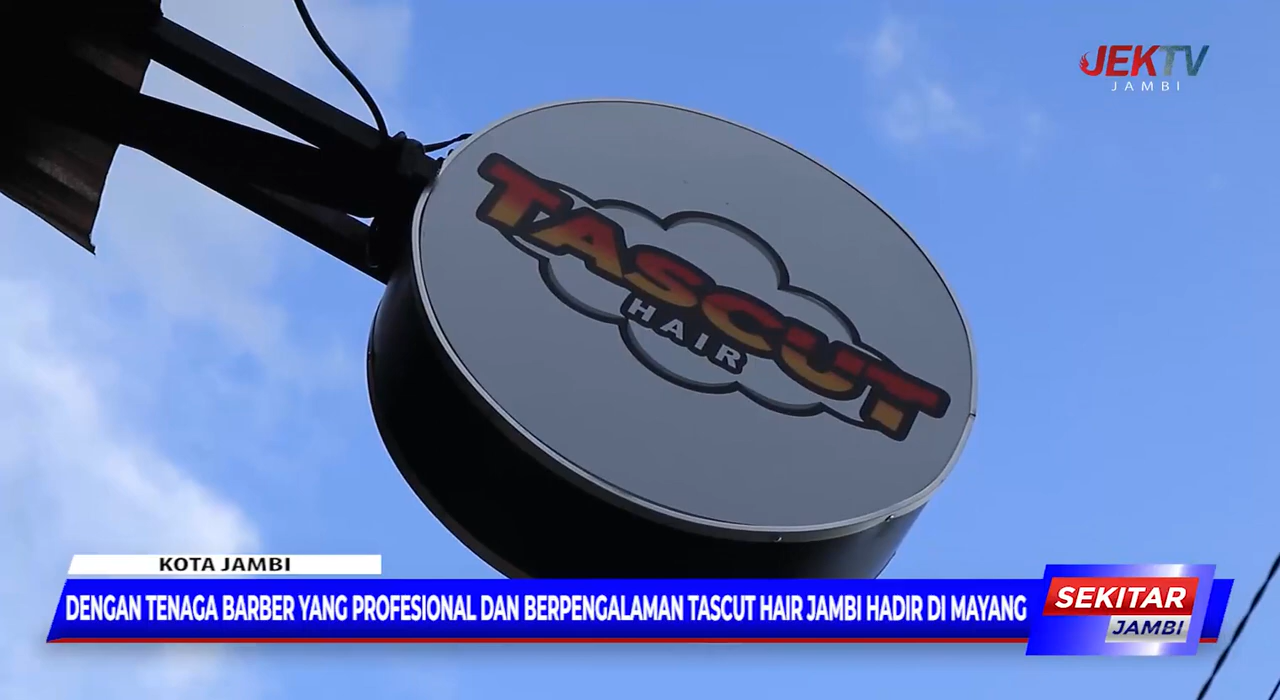 JEKTV
JAMBI
TASCUT
HAIR
KOTA JAMBI
DENGAN TENAGA BARBER YANG PROFESIONAL DAN BERPENGALAMAN TASCUT HAIR JAMBI HADIR DI MAYANG
SEKITAR
JAMBI